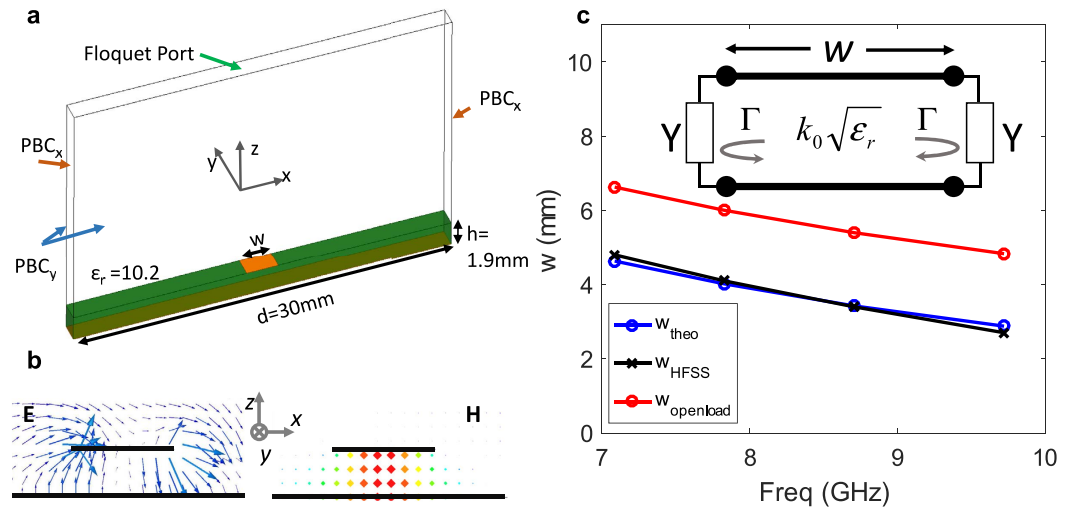 a
Floquet Port
PBCx
PBCx
z
y
x
PBCy
w
h=
1.9mm
εr =10.2
d=30mm
b
E
z
x
y
H
c
w
Y
Γ
k0√εr
Γ
Y
10
8
6
4
2
0
w (mm)
wtheo
wHFSS
wopenload
7
8
9
10
Freq (GHz)